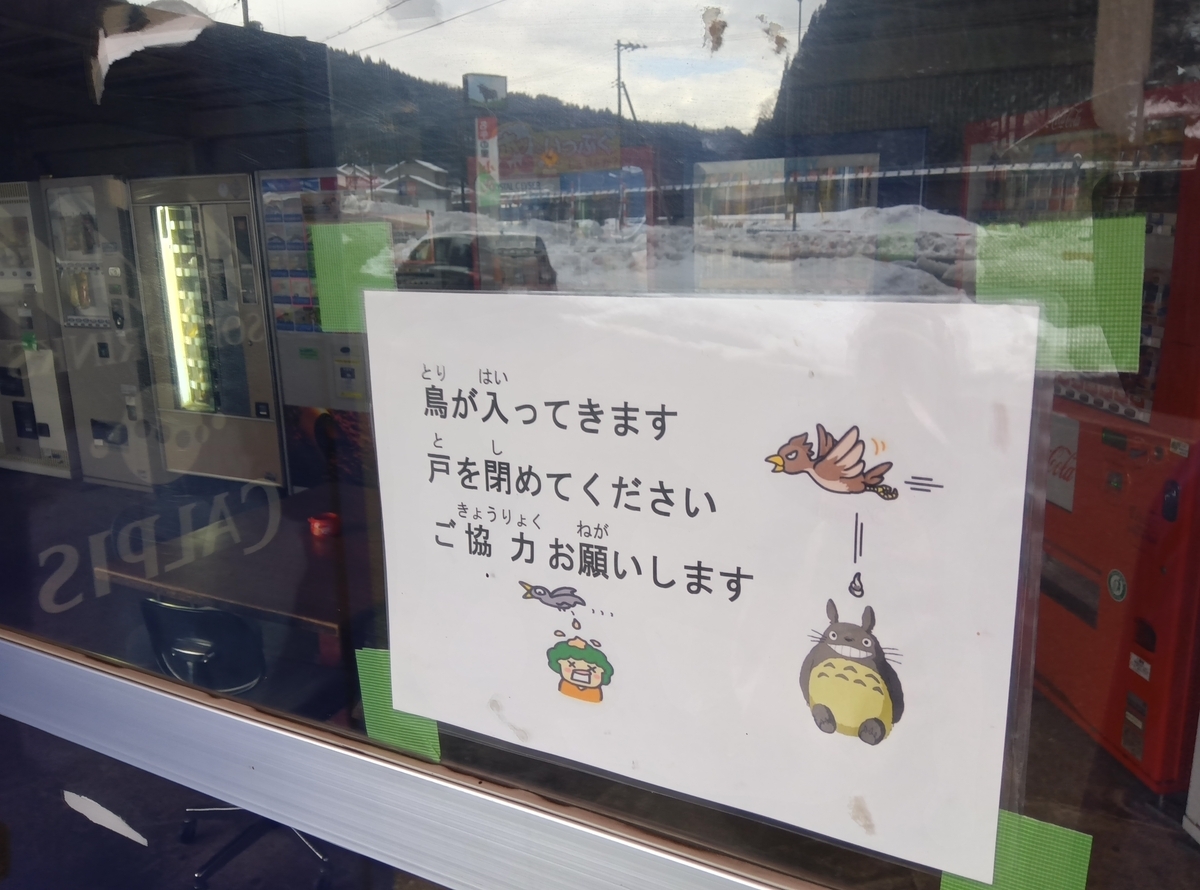 とり はい
鳥が入ってきます
と し
戸を閉めてください
きょうりょく ねが
ご協力お願いします
CALPIS